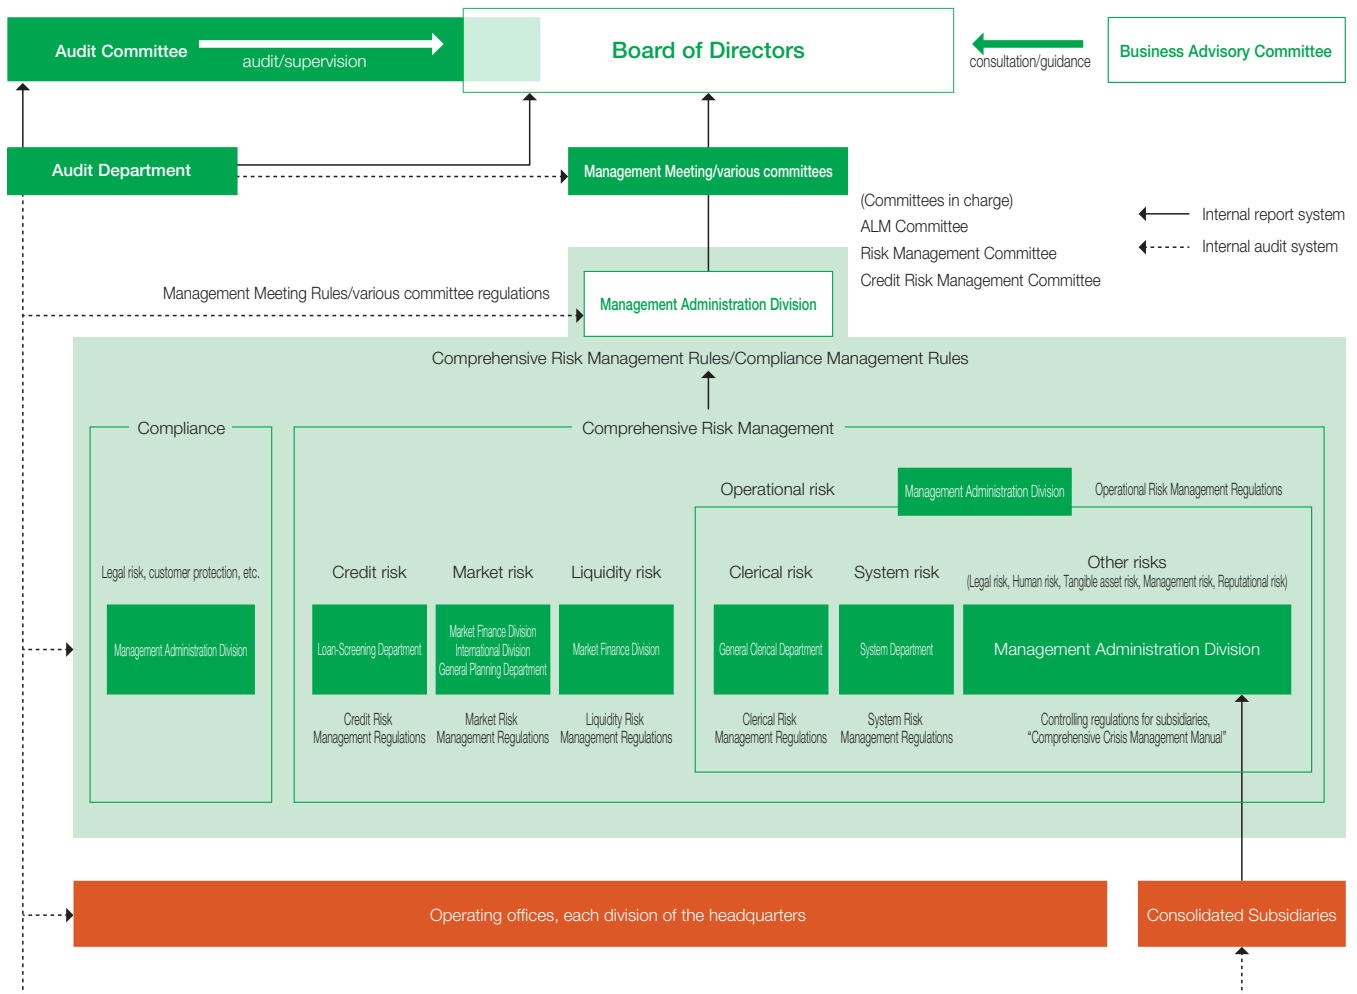 Audit Committee
audit/supervision
Board of Directors
consultation/guidance
Business Advisory Committee
Audit Department
Management Meeting/various committees
(Committees in charge)
ALM Committee
Risk Management Committee
Credit Risk Management Committee
Internal report system
Internal audit system
Management Meeting Rules/various committee regulations
Management Administration Division
Comprehensive Risk Management Rules/Compliance Management Rules
Compliance
Comprehensive Risk Management
Operational risk
Management Administration Division
Operational Risk Management Regulations
Legal risk, customer protection, etc.
Management Administration Division
Credit risk
Loan-Screening Department
Credit Risk
Management Regulations
Market risk
Market Finance Division
International Division
General Planning Department
Market Risk
Management Regulations
Liquidity risk
Market Finance Division
Liquidity Risk
Management Regulations
Clerical risk
General Clerical Department
Clerical Risk
Management Regulations
System risk
System Department
System Risk
Management Regulations
Other risks
(Legal risk, Human risk, Tangible asset risk, Management risk, Reputational risk)
Management Administration Division
Controlling regulations for subsidiaries,
“Comprehensive Crisis Management Manual”
Operating offices, each division of the headquarters
Consolidated Subsidiaries